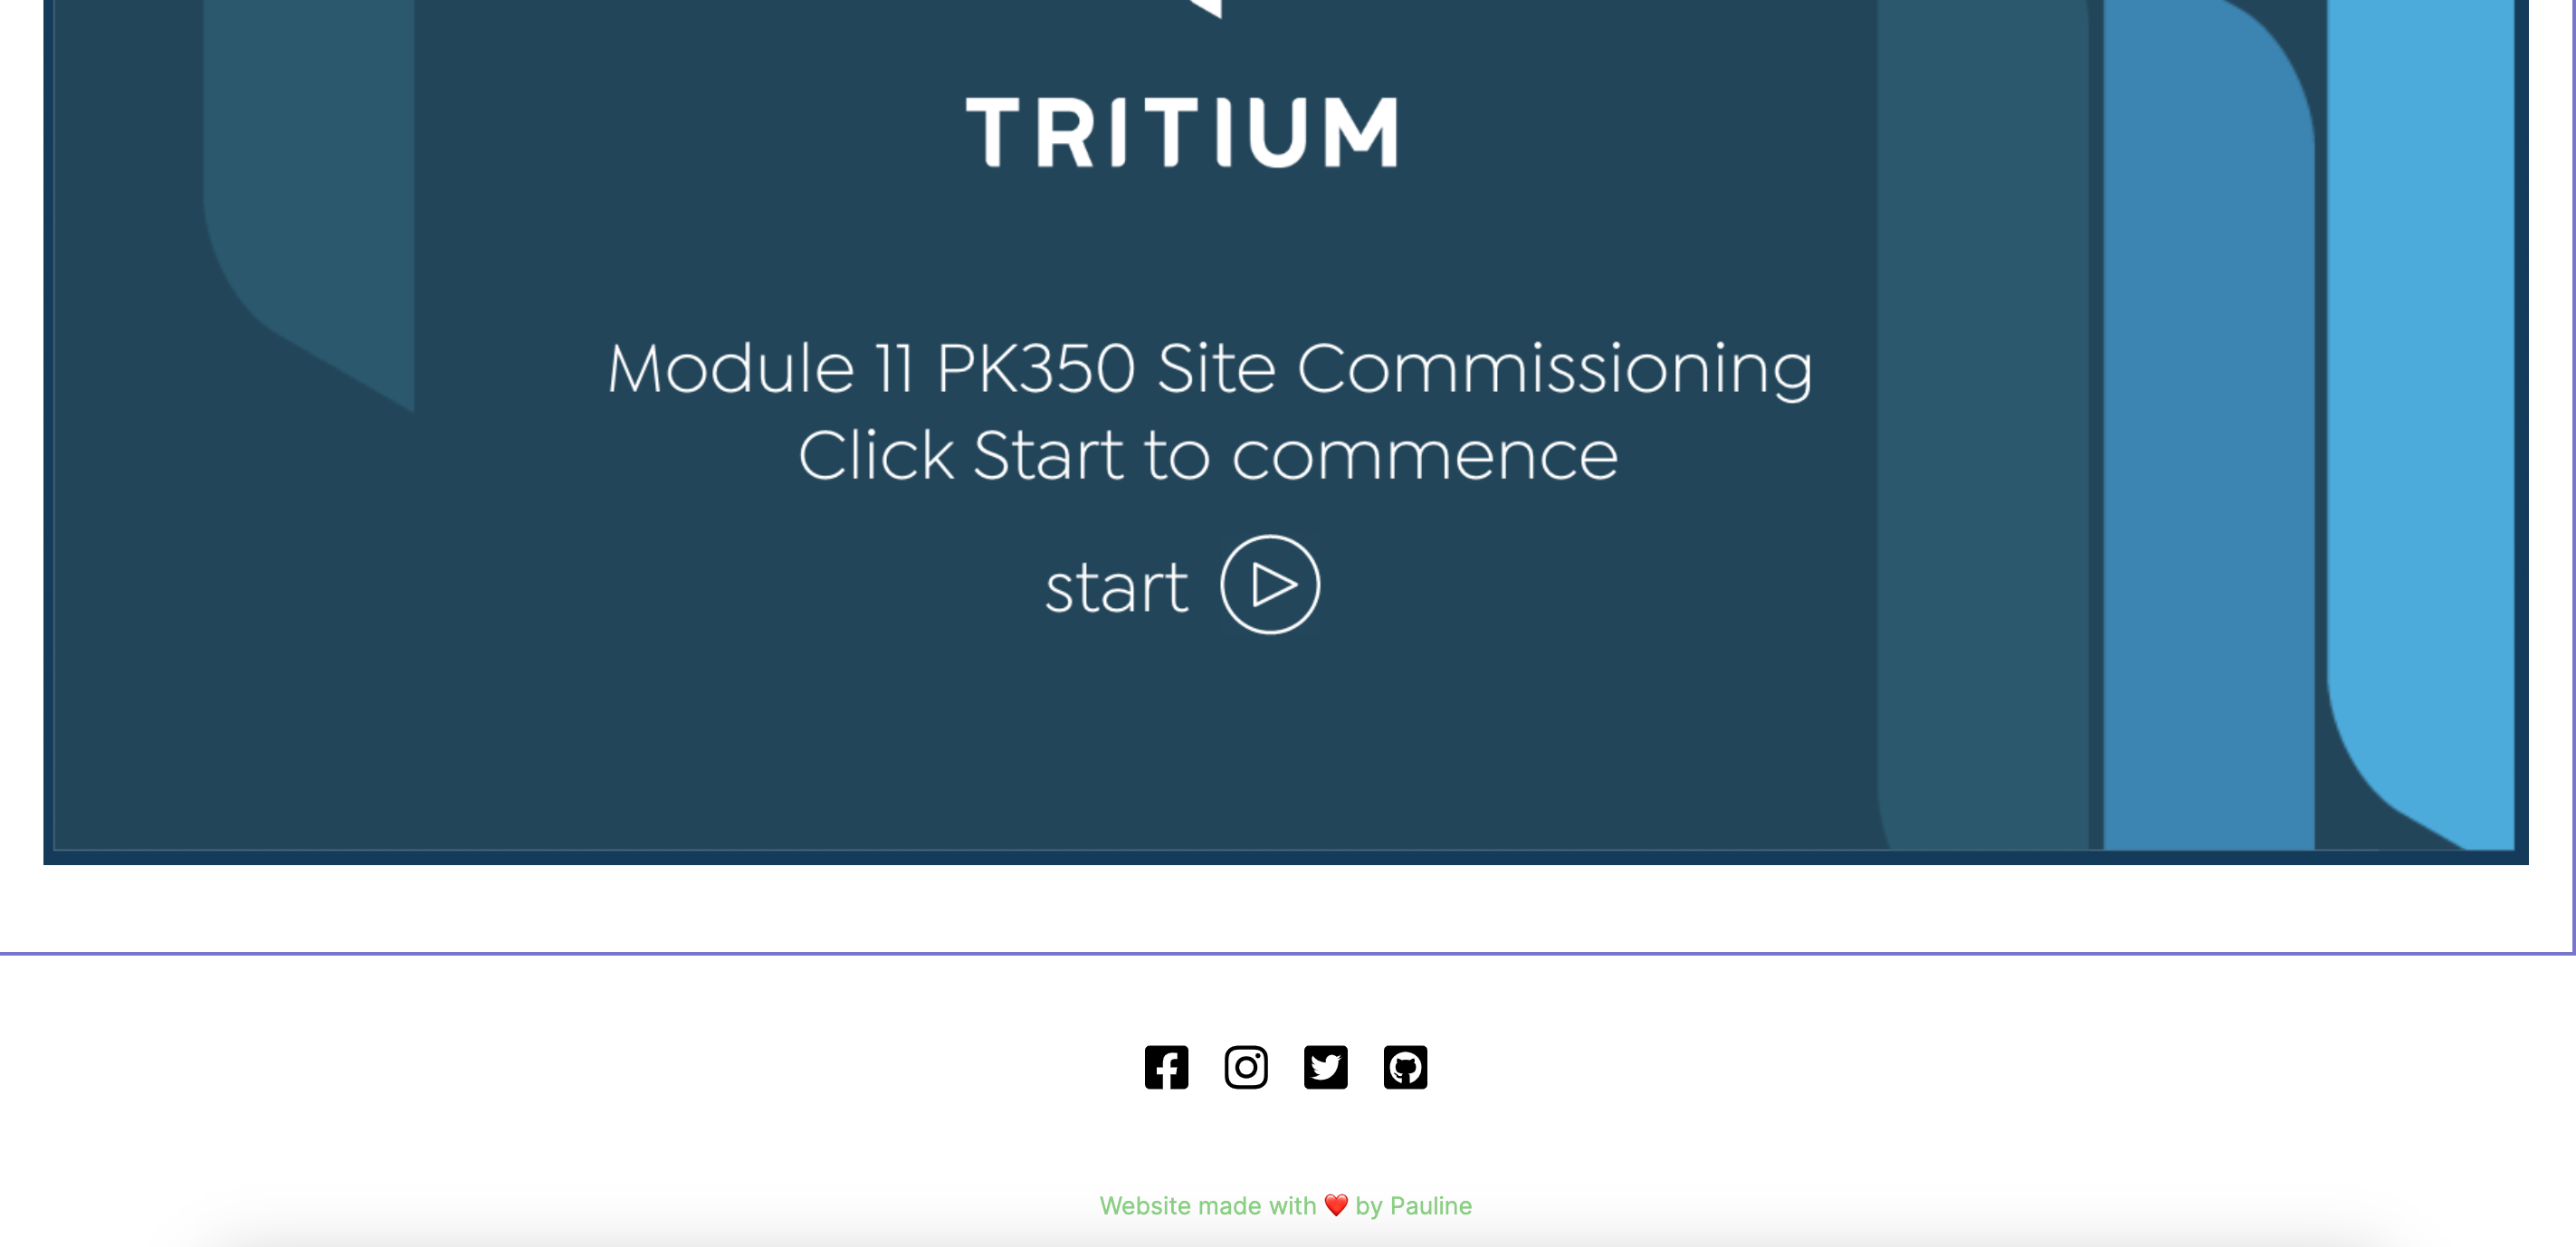 TRITIUM
Module 11 PK350 Site Commissioning
Click Start to commence
start
Website made with ❤️ by Pauline